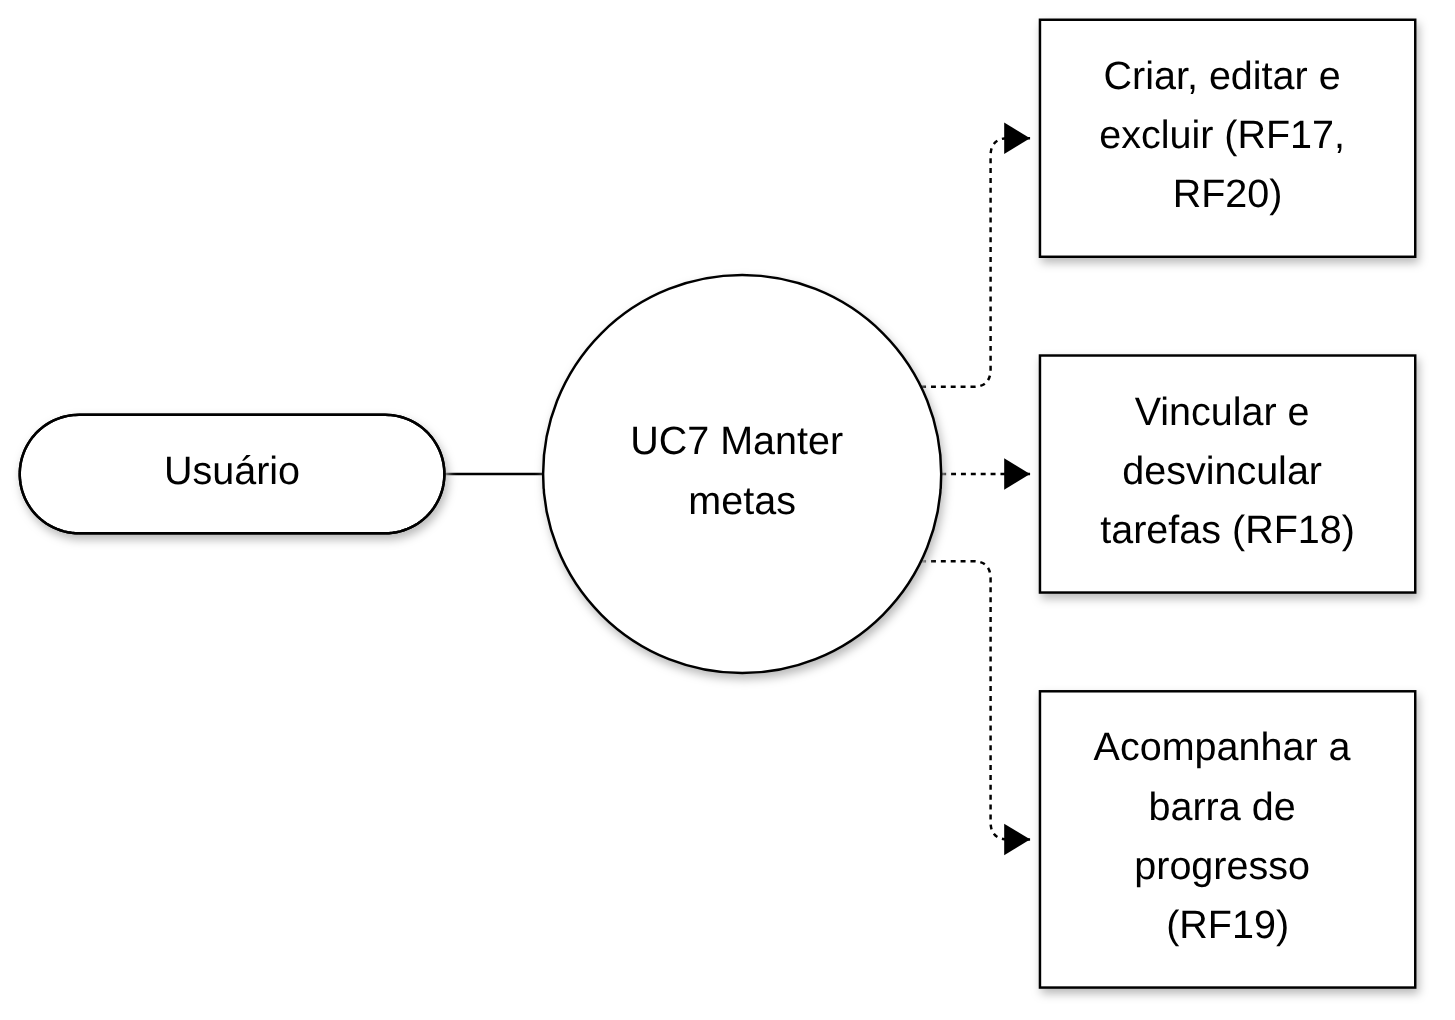 Usuário
UC7 Manter
metas
Criar, editar e
excluir (RF17,
RF20)
Vincular e
desvincular
tarefas (RF18)
Acompanhar a
barra de
progresso
(RF19)